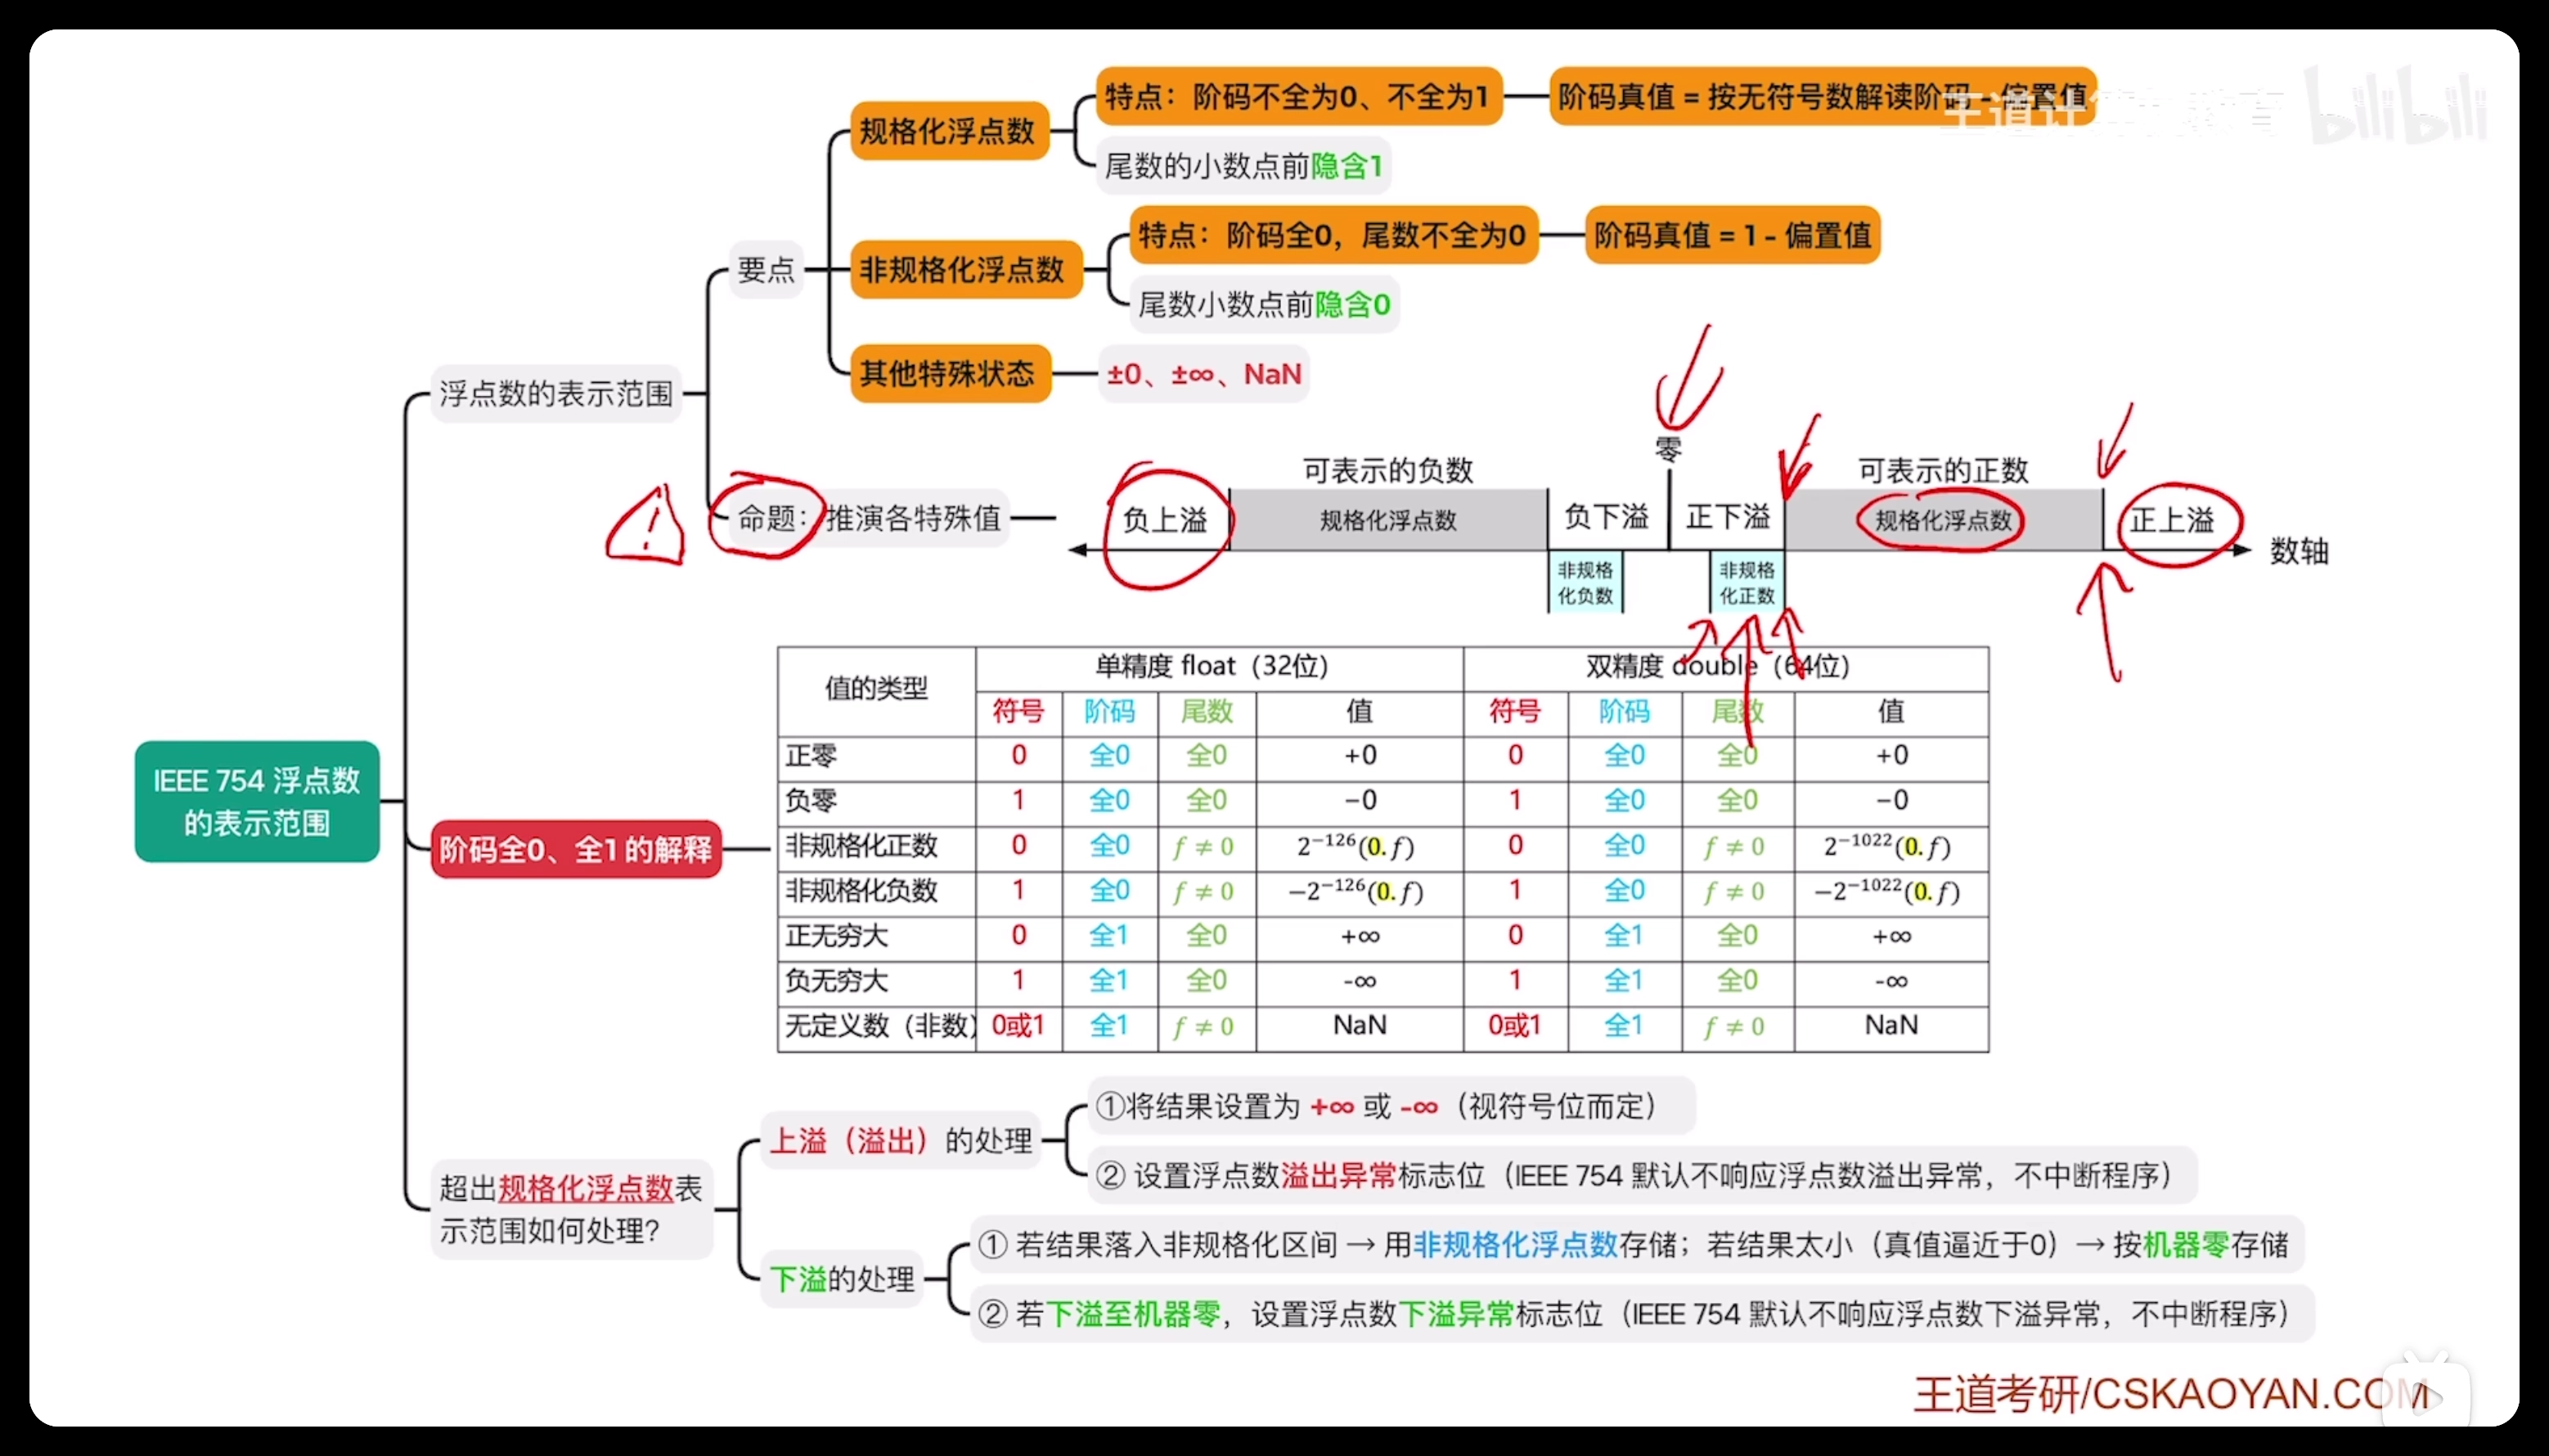 特点：阶码不全为0、不全为1
阶码真值 = 按无符号数解读阶码 - 偏置值
王道计算机教育
bilibili
规格化浮点数
尾数的小数点前隐含1
特点：阶码全0，尾数不全为0
阶码真值 = 1 - 偏置值
要点
非规格化浮点数
尾数小数点前隐含0
其他特殊状态
±0、±∞、NaN
浮点数的表示范围
零
可表示的负数
可表示的正数
命题：推演各特殊值
负上溢
规格化浮点数
负下溢
正下溢
规格化浮点数
正上溢
数轴
非规格
化负数
非规格
化正数
!
值的类型 单精度 float（32位） 双精度 double（64位）
符号 阶码 尾数 值 符号 阶码 尾数 值
正零 0 全0 全0 +0 0 全0 全0 +0
负零 1 全0 全0 −0 1 全0 全0 −0
非规格化正数 0 全0 f ≠ 0 2⁻¹²⁶(0. f) 0 全0 f ≠ 0 2⁻¹⁰²²(0. f)
非规格化负数 1 全0 f ≠ 0 −2⁻¹²⁶(0. f) 1 全0 f ≠ 0 −2⁻¹⁰²²(0. f)
正无穷大 0 全1 全0 +∞ 0 全1 全0 +∞
负无穷大 1 全1 全0 -∞ 1 全1 全0 -∞
无定义数（非数） 0或1 全1 f ≠ 0 NaN 0或1 全1 f ≠ 0 NaN
IEEE 754 浮点数
的表示范围
阶码全0、全1 的解释
①将结果设置为 +∞ 或 -∞（视符号位而定）
上溢（溢出）的处理
② 设置浮点数溢出异常标志位（IEEE 754 默认不响应浮点数溢出异常，不中断程序）
超出规格化浮点数表
示范围如何处理？
① 若结果落入非规格化区间 → 用非规格化浮点数存储；若结果太小（真值逼近于0）→ 按机器零存储
下溢的处理
② 若下溢至机器零，设置浮点数下溢异常标志位（IEEE 754 默认不响应浮点数下溢异常，不中断程序）
王道考研/CSKAOYAN.COM